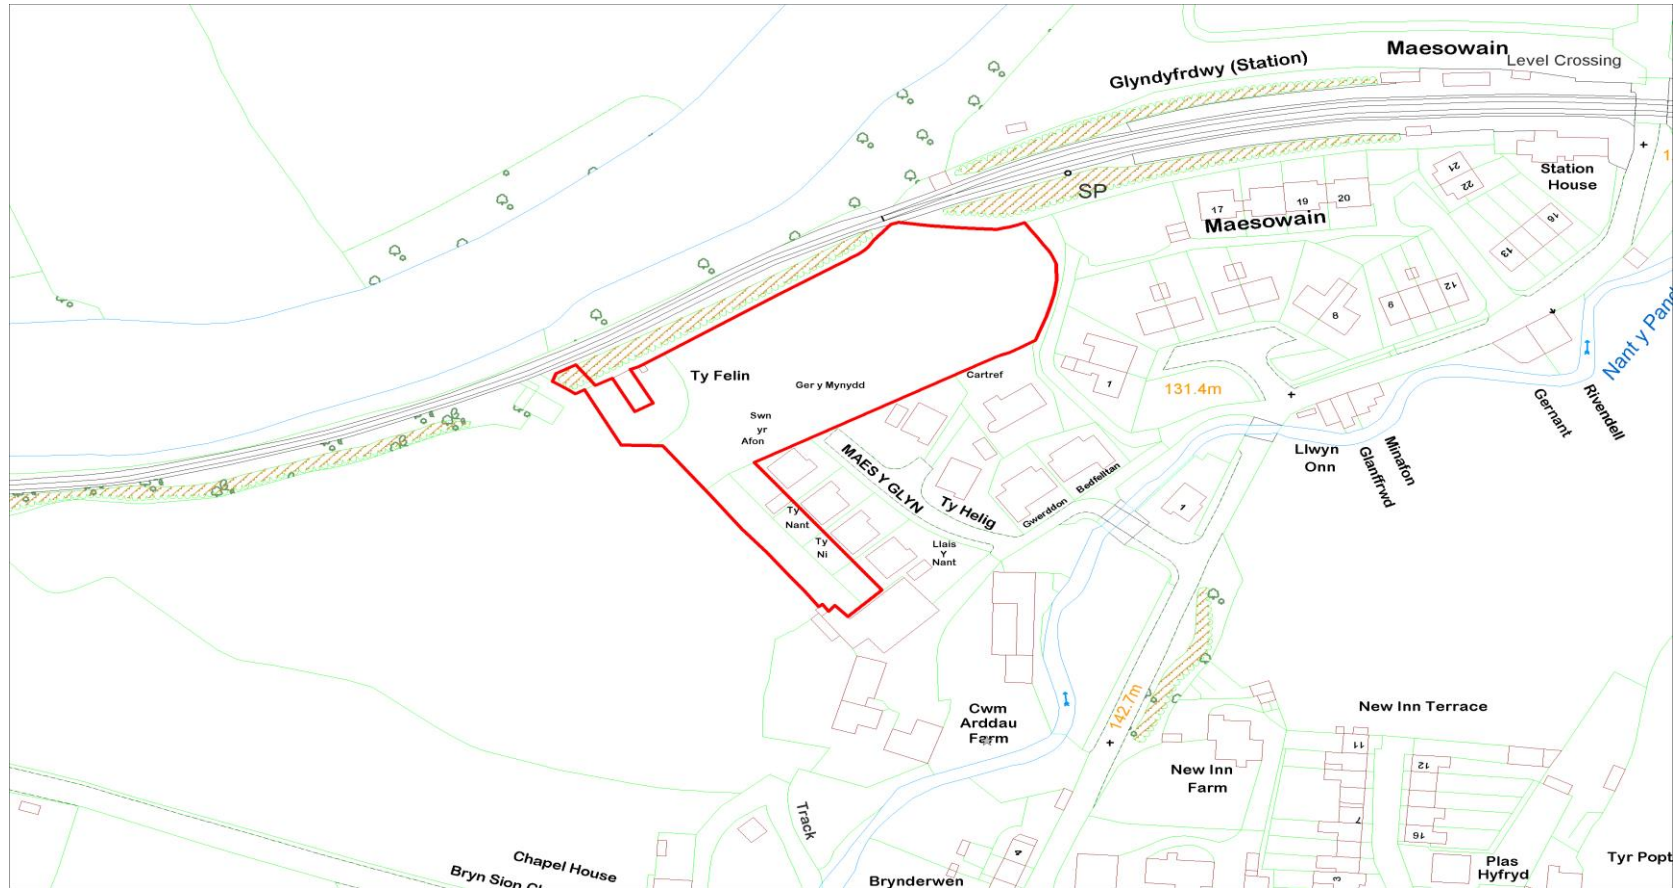 Maesowain
Level Crossing
Glyndyfrdwy (Station)
SP
Station
House
21
22
17
19
20
Maesowain
16
13
12
9
8
1
131.4m
Nant y Pand
Ty Felin
Ger y Mynydd
Cartref
Swn
yr
Afon
MAES Y GLYN
Ty Helig
Gwerddon
Bedfelitan
Llwyn
Onn
Minafon
Glanffrwd
Gernant
Rivendell
1
Ty
Nant
Ty
Ni
Llais
Y
Nant
Cwm
Arddau
Farm
142.7m
C
New Inn
Farm
New Inn Terrace
11
12
7
16
3
Track
Chapel House
Bryn Sion
4
Brynderwen
Plas
Hyfryd
Tyr Popt